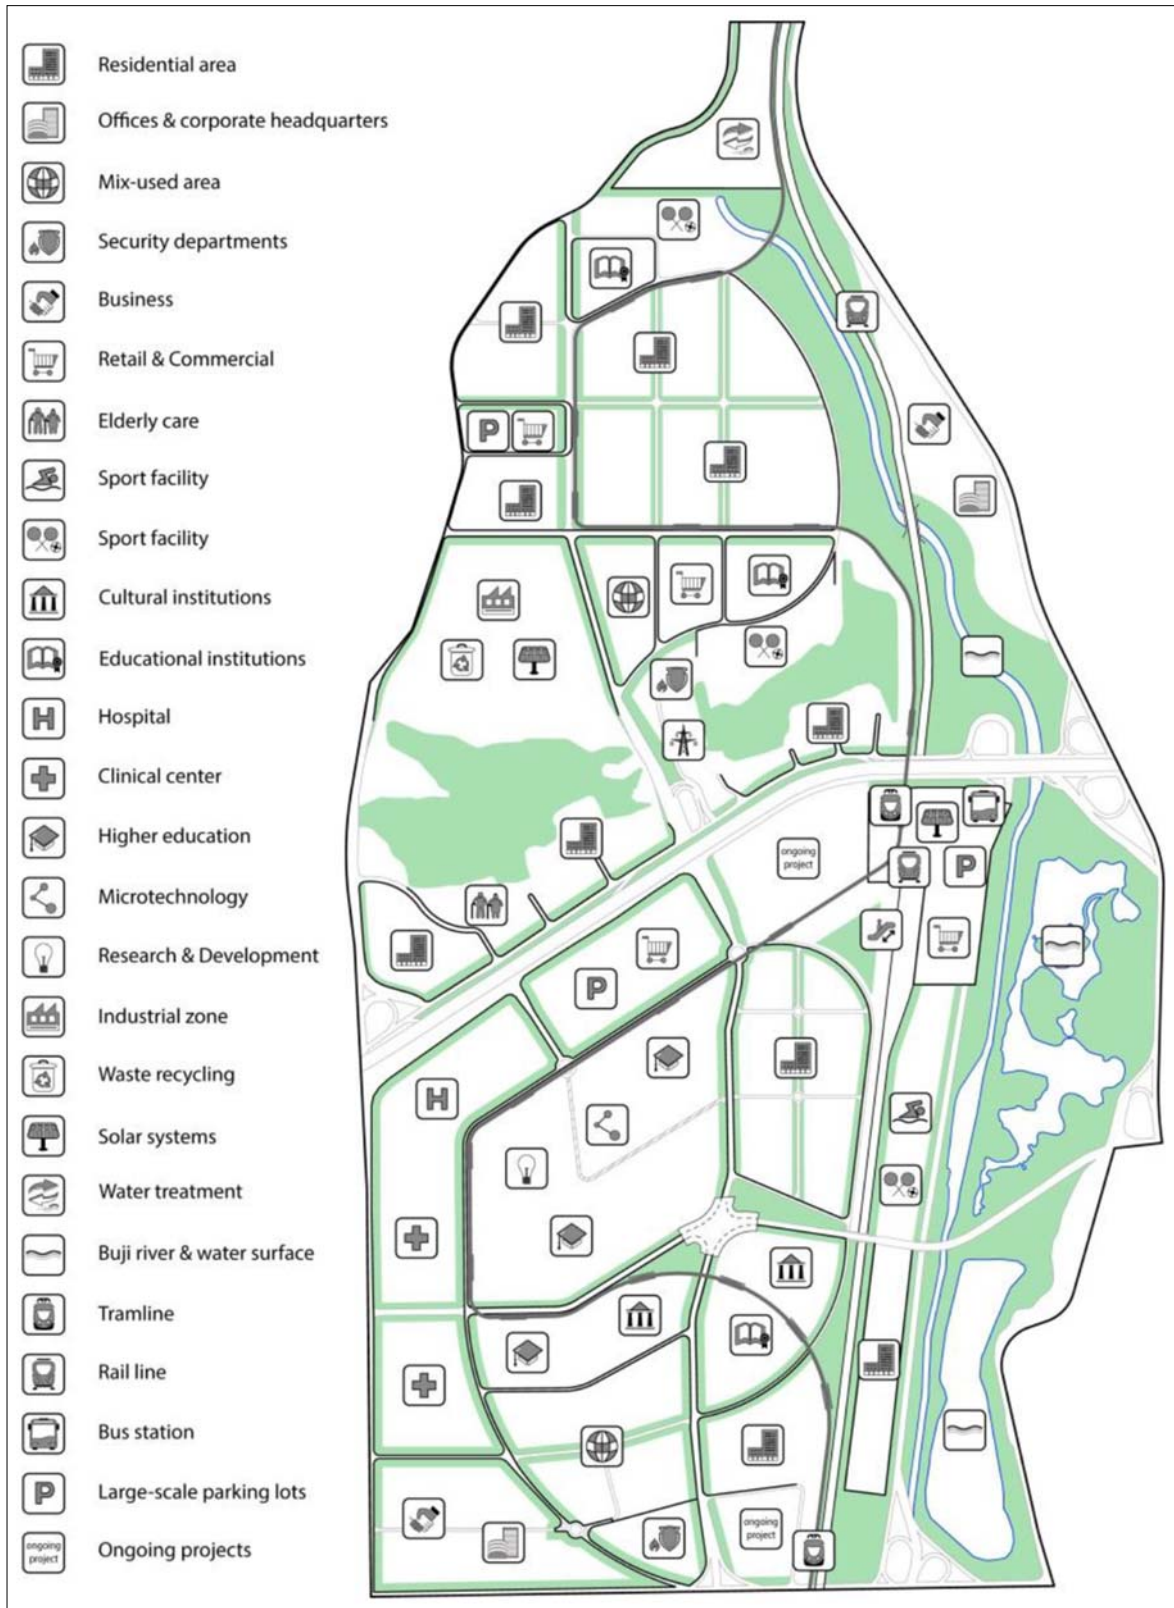 Residential area
Offices & corporate headquarters
Mix-used area
Security departments
Business
Retail & Commercial
Elderly care
Sport facility
Sport facility
Cultural institutions
Educational institutions
H
Hospital
Clinical center
Higher education
Microtechnology
Research & Development
Industrial zone
Waste recycling
Solar systems
Water treatment
Buji river & water surface
Tramline
Rail line
Bus station
P
Large-scale parking lots
ongoing
project
Ongoing projects
P
ongoing
project
P
P
H
ongoing
project